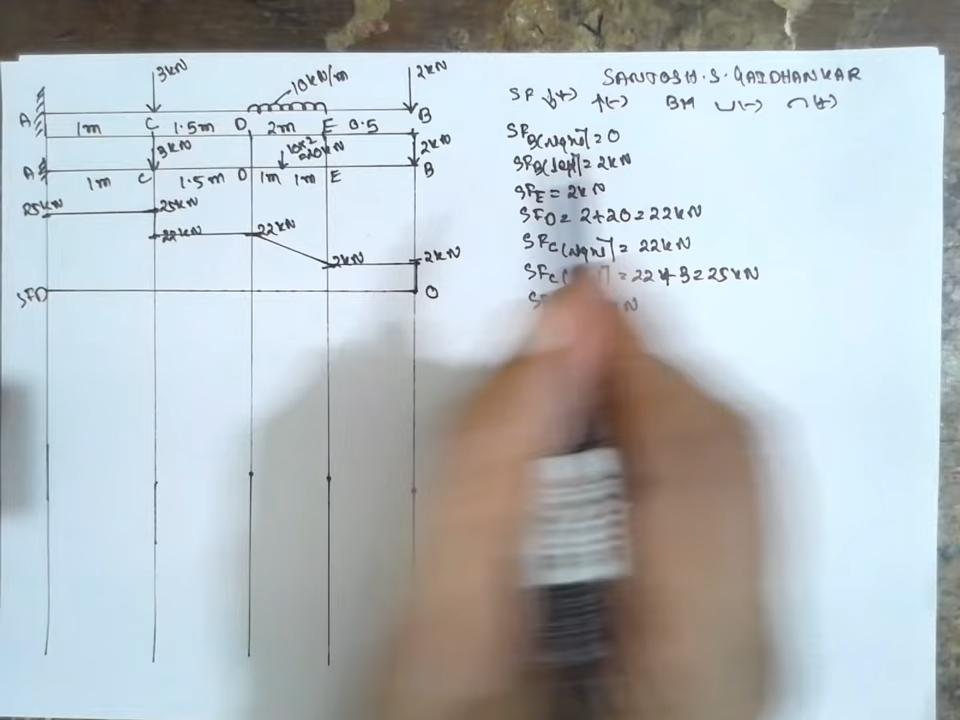 SANTOSH.S.GAIDHANKAR
SF ↓(+) ↑(-) BM ∪(-) ∩(+)
3kN 10kN/m 2kN
A B
1m C 1.5m D 2m E 0.5
3kN 10×2 =20kN 2kN
A 1m C 1.5m D 1m 1m E B
25kN 25kN
22kN 22kN
2kN 2kN
SFD 0
SFB(right) = 0
SFB(left) = 2kN
SFE = 2kN
SFD = 2+20 = 22kN
SFC(right) = 22kN
SFC( = 22+3 = 25kN
N